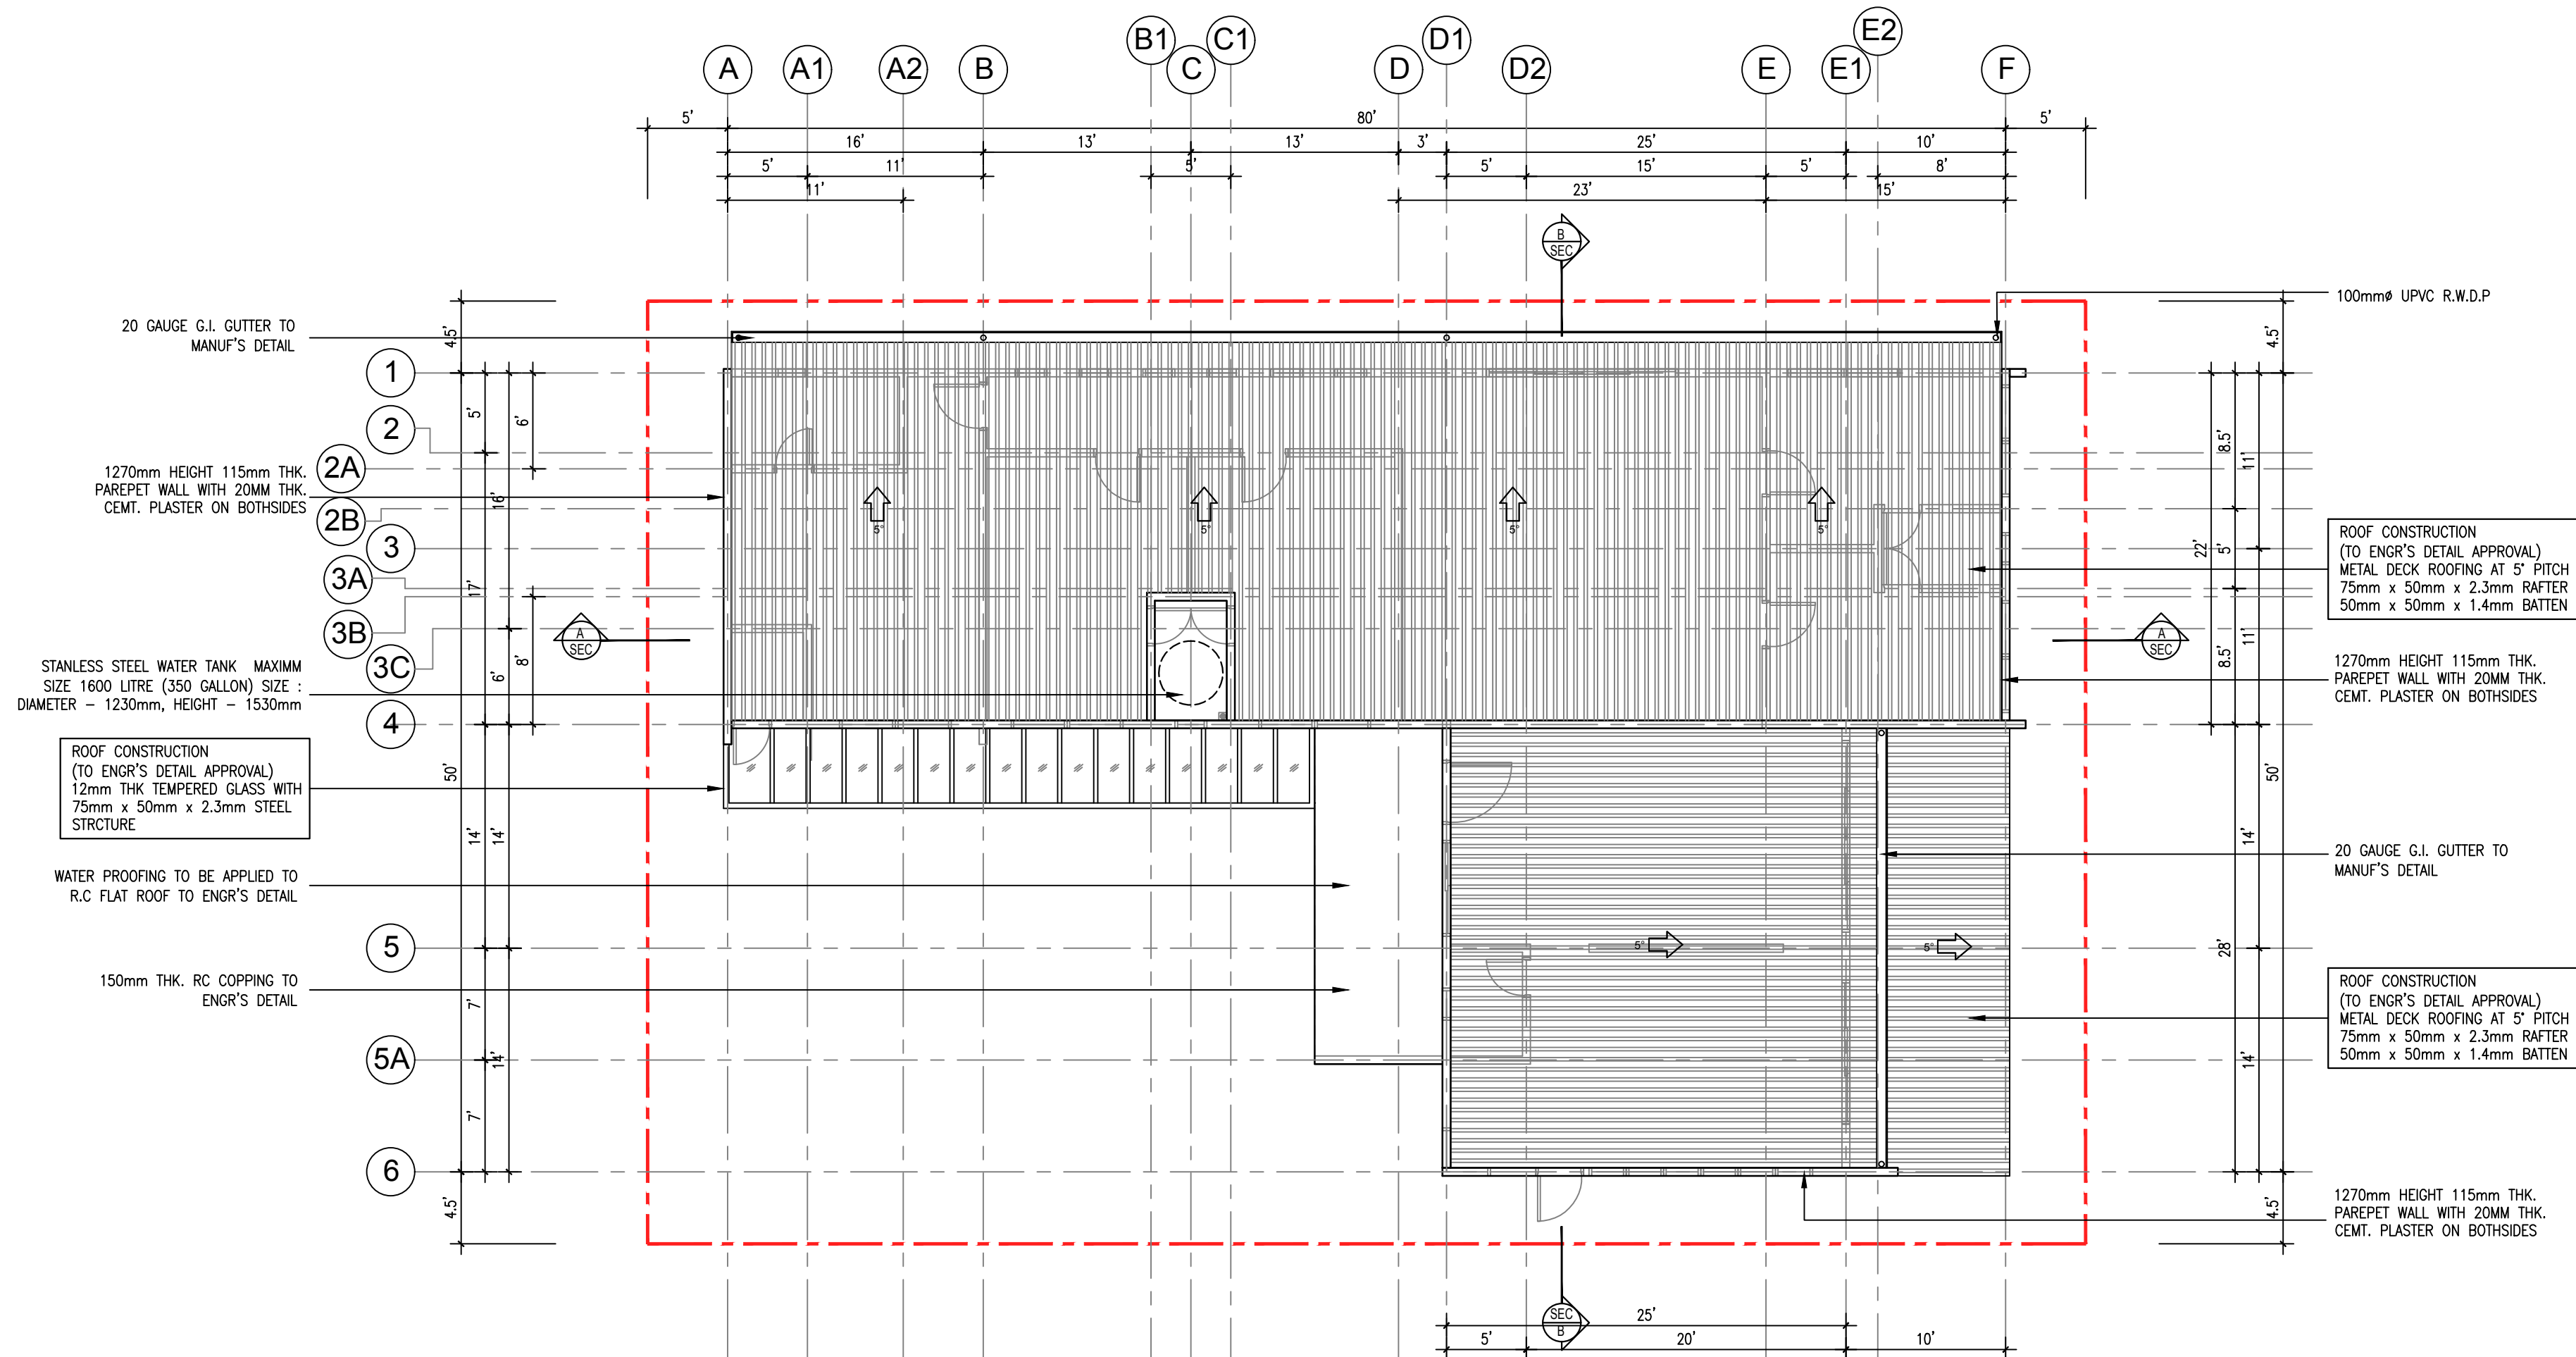 A
A1
A2
B
B1
C
C1
D
D1
D2
E
E1
E2
F
5'
80'
5'
16'
13'
13'
3'
25'
10'
5'
11'
5'
5'
15'
5'
8'
11'
23'
15'
B
SEC
100mmø UPVC R.W.D.P
20 GAUGE G.I. GUTTER TO
MANUF'S DETAIL
4.5'
4.5'
1
2
2A
2B
3
3A
3B
3C
4
5
5A
6
5'
6'
16'
17'
6'
8'
50'
14'
14'
7'
14'
7'
4.5'
1270mm HEIGHT 115mm THK.
PAREPET WALL WITH 20MM THK.
CEMT. PLASTER ON BOTHSIDES
STANLESS STEEL WATER TANK MAXIMM
SIZE 1600 LITRE (350 GALLON) SIZE :
DIAMETER – 1230mm, HEIGHT – 1530mm
ROOF CONSTRUCTION
(TO ENGR'S DETAIL APPROVAL)
12mm THK TEMPERED GLASS WITH
75mm x 50mm x 2.3mm STEEL
STRCTURE
WATER PROOFING TO BE APPLIED TO
R.C FLAT ROOF TO ENGR'S DETAIL
150mm THK. RC COPPING TO
ENGR'S DETAIL
A
SEC
5°
5°
5°
5°
5°
5°
A
SEC
8.5'
11'
22'
5'
8.5'
11'
50'
14'
28'
14'
4.5'
ROOF CONSTRUCTION
(TO ENGR'S DETAIL APPROVAL)
METAL DECK ROOFING AT 5° PITCH
75mm x 50mm x 2.3mm RAFTER
50mm x 50mm x 1.4mm BATTEN
1270mm HEIGHT 115mm THK.
PAREPET WALL WITH 20MM THK.
CEMT. PLASTER ON BOTHSIDES
20 GAUGE G.I. GUTTER TO
MANUF'S DETAIL
ROOF CONSTRUCTION
(TO ENGR'S DETAIL APPROVAL)
METAL DECK ROOFING AT 5° PITCH
75mm x 50mm x 2.3mm RAFTER
50mm x 50mm x 1.4mm BATTEN
1270mm HEIGHT 115mm THK.
PAREPET WALL WITH 20MM THK.
CEMT. PLASTER ON BOTHSIDES
SEC
B
25'
5'
20'
10'